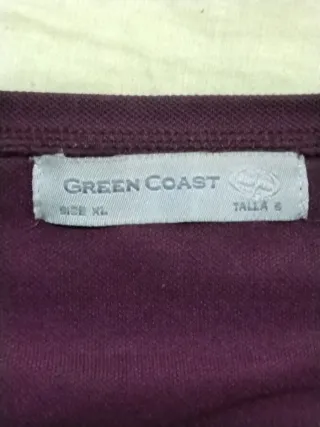 GREEN COAST
SIZE XL TALLA 6